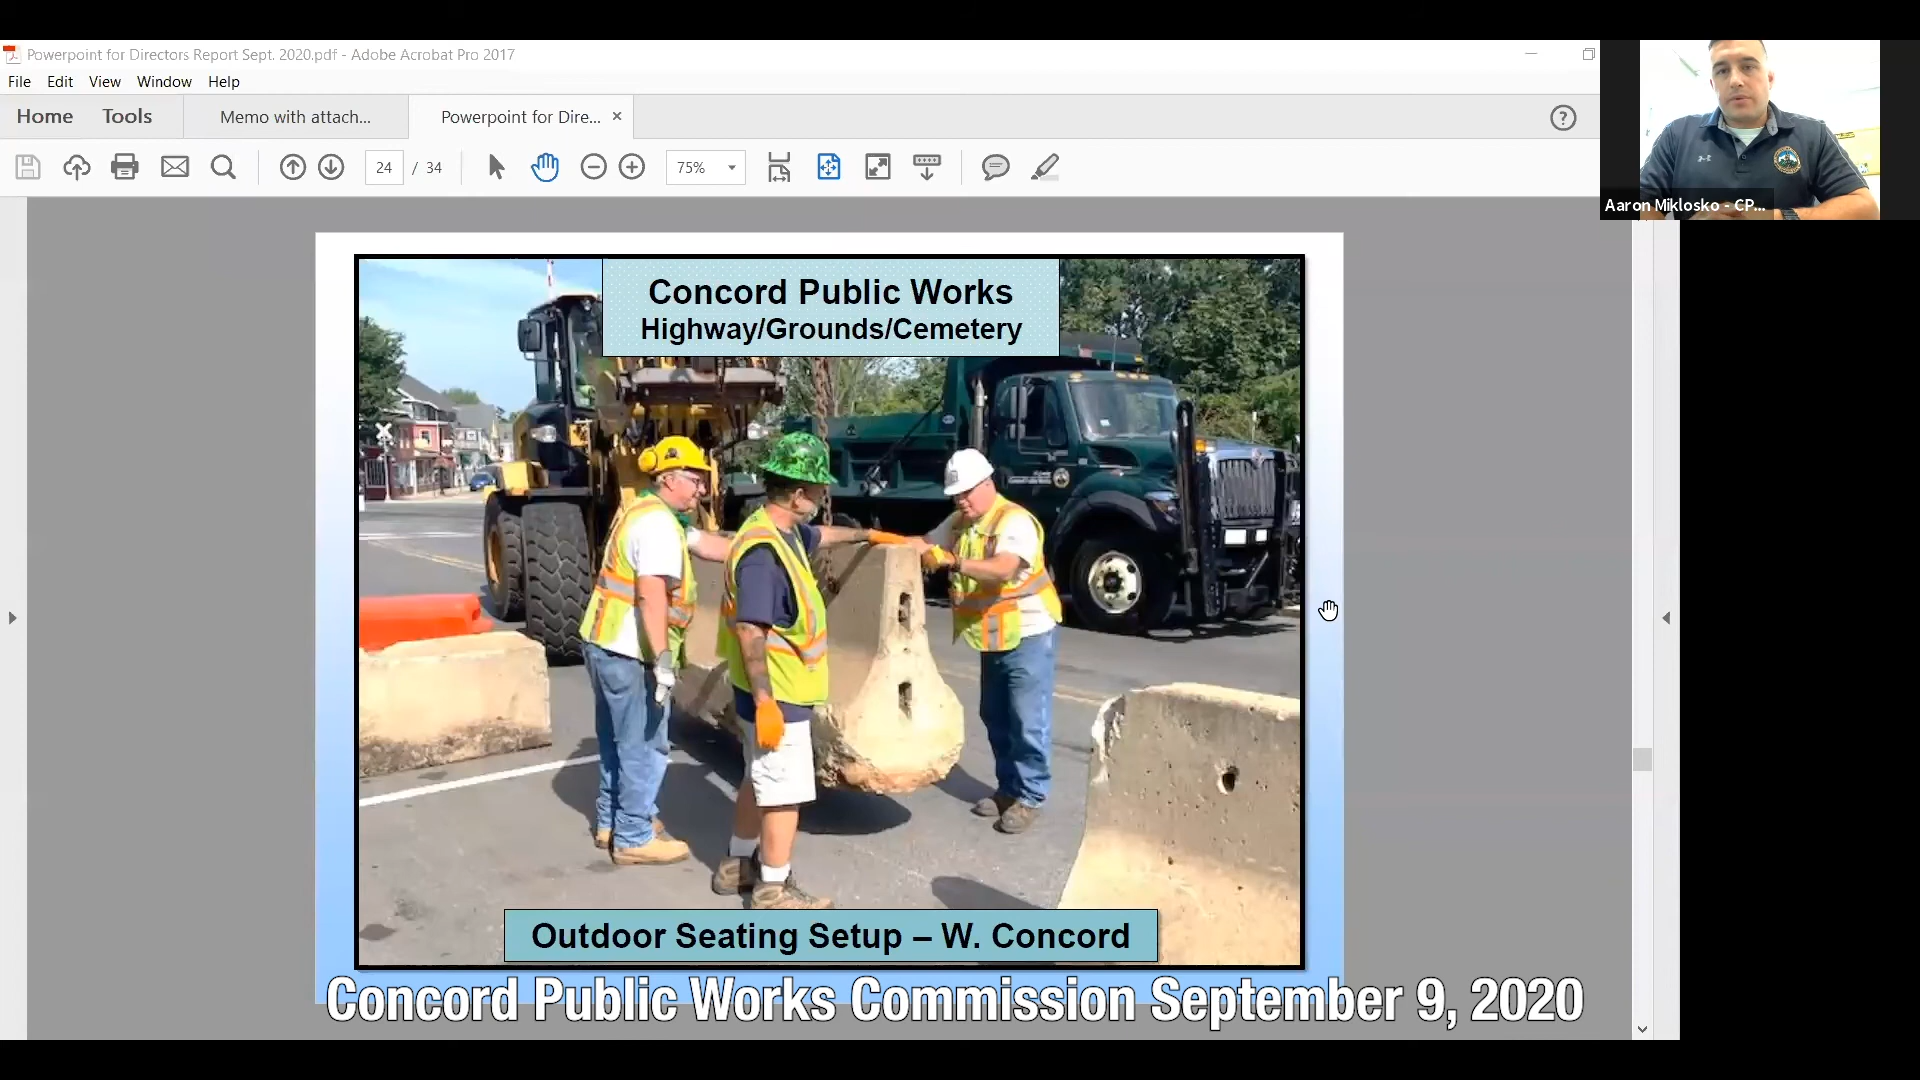 Powerpoint for Directors Report Sept. 2020.pdf - Adobe Acrobat Pro 2017
File Edit View Window Help
Home Tools Memo with attach... Powerpoint for Dire... ×
24 / 34 75%
Aaron Miklosko - CP...
Concord Public Works
Highway/Grounds/Cemetery
Outdoor Seating Setup – W. Concord
Concord Public Works Commission September 9, 2020